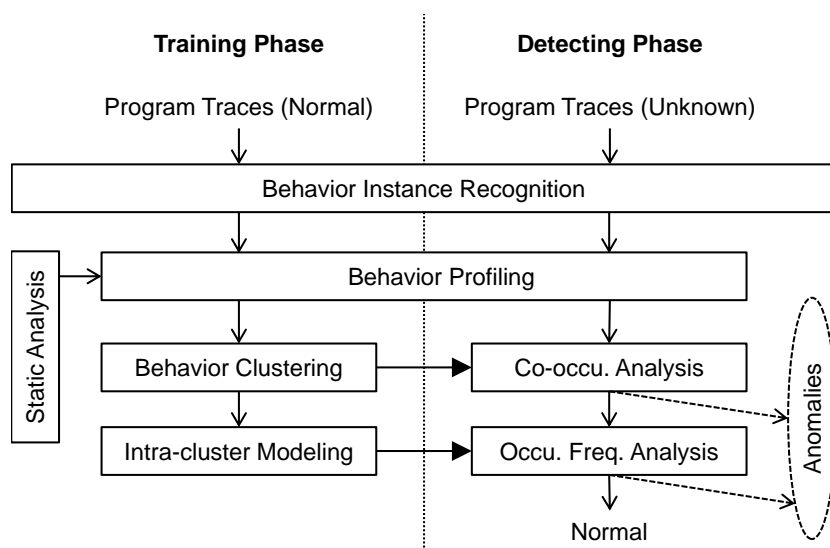 Training Phase
Detecting Phase
Program Traces (Normal)
Program Traces (Unknown)
Behavior Instance Recognition
Static Analysis
Behavior Profiling
Behavior Clustering
Co-occu. Analysis
Anomalies
Intra-cluster Modeling
Occu. Freq. Analysis
Normal